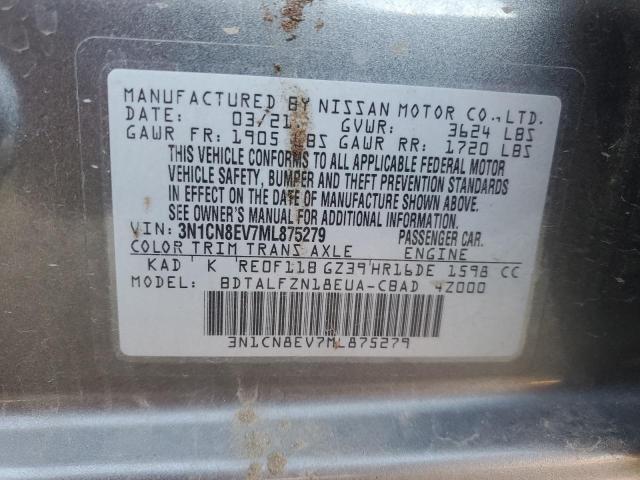 MANUFACTURED BY NISSAN MOTOR CO., LTD.
DATE: 03/21 GVWR: 3624 LBS
GAWR FR: 1905 LBS GAWR RR: 1720 LBS
THIS VEHICLE CONFORMS TO ALL APPLICABLE FEDERAL MOTOR
VEHICLE SAFETY, BUMPER AND THEFT PREVENTION STANDARDS
IN EFFECT ON THE DATE OF MANUFACTURE SHOWN ABOVE.
SEE OWNER'S MANUAL FOR ADDITIONAL INFORMATION.
VIN: 3N1CN8EV7ML875279 PASSENGER CAR.
COLOR TRIM TRANS AXLE ENGINE
KAD K RE0F11B GZ39 HR16DE 1598 CC
MODEL: BDTALFZN18EUA-CBAD 4Z000
3N1CN8EV7ML875279